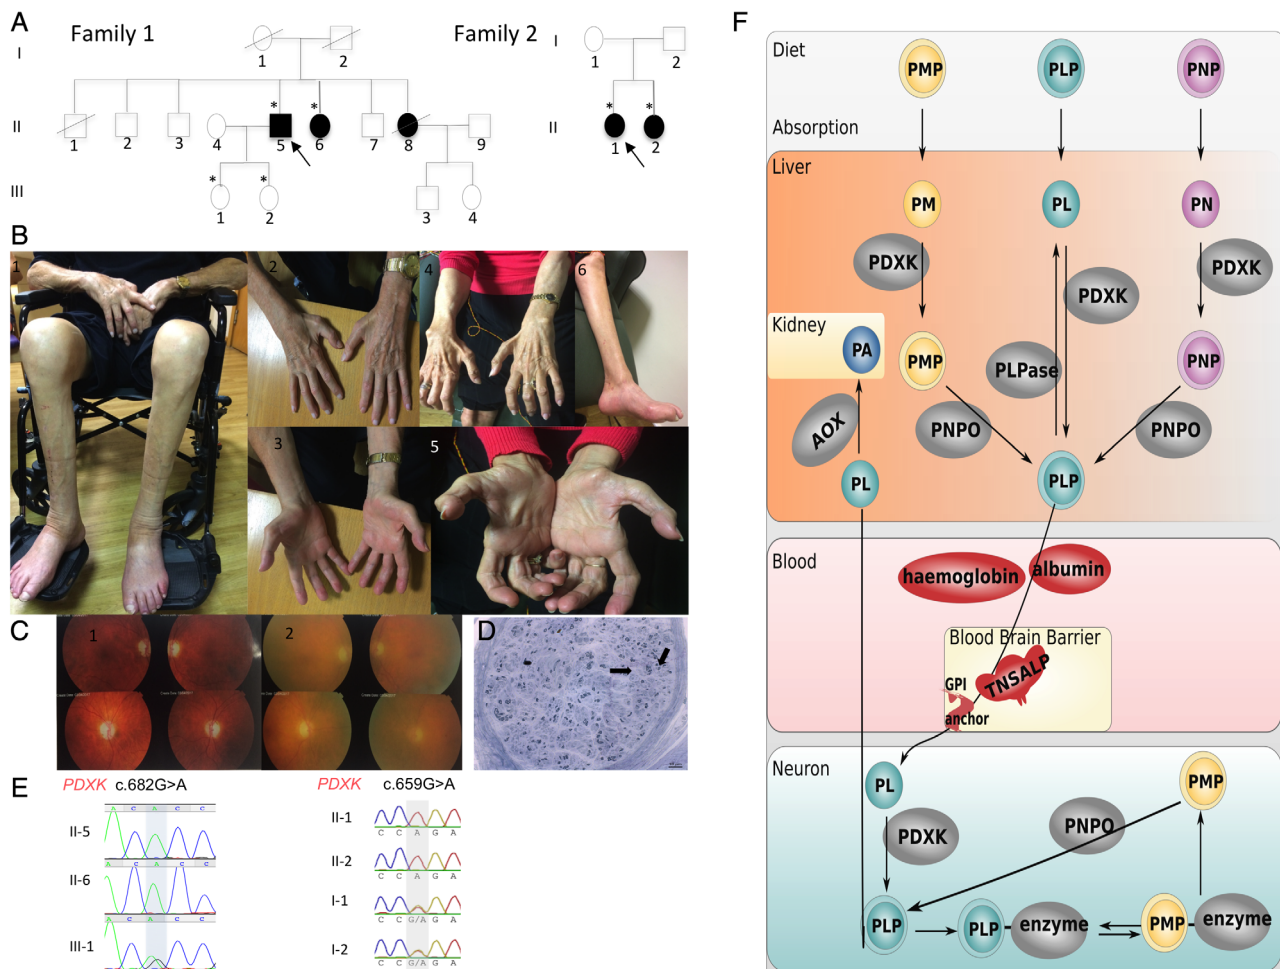 A
Family 1
Family 2
I
1
2
I
1
2
II
1
2
3
4
*
5
*
6
7
8
9
II
*
1
*
2
III
*
1
*
2
3
4
B
1
2
3
4
5
6
C
1
2
D
E
PDXK c.682G>A
A C A C C
II-5
A C A C C
II-6
A C A C C
III-1
PDXK c.659G>A
II-1
C C A G A
II-2
C C A G A
I-1
C C G/A G A
I-2
C C G/A G A
F
Diet
PMP
PLP
PNP
Absorption
Liver
PM
PL
PN
PDXK
PDXK
PDXK
Kidney
PA
PMP
PLPase
PNP
AOX
PNPO
PNPO
PL
PLP
Blood
haemoglobin
albumin
Blood Brain Barrier
TNSALP
GPI
anchor
Neuron
PL
PMP
PDXK
PNPO
PLP
PLP
enzyme
PMP
enzyme